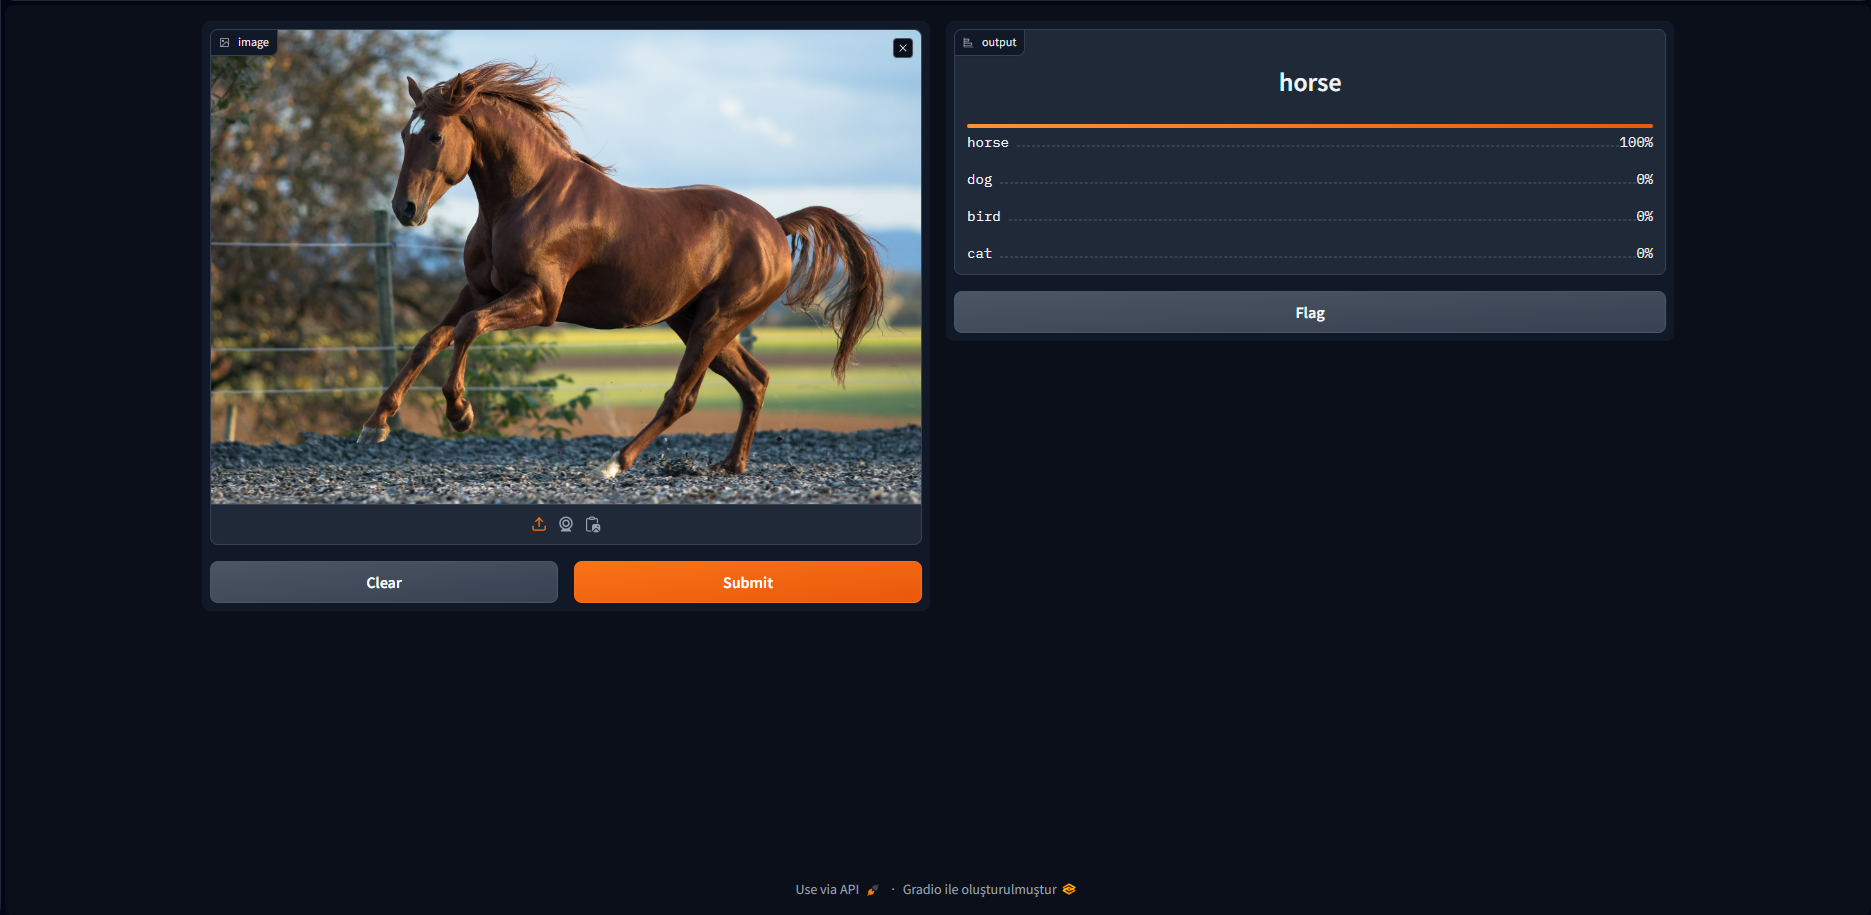 image
output
horse
horse 100%
dog 0%
bird 0%
cat 0%
Flag
Clear
Submit
Use via API · Gradio ile oluşturulmuştur